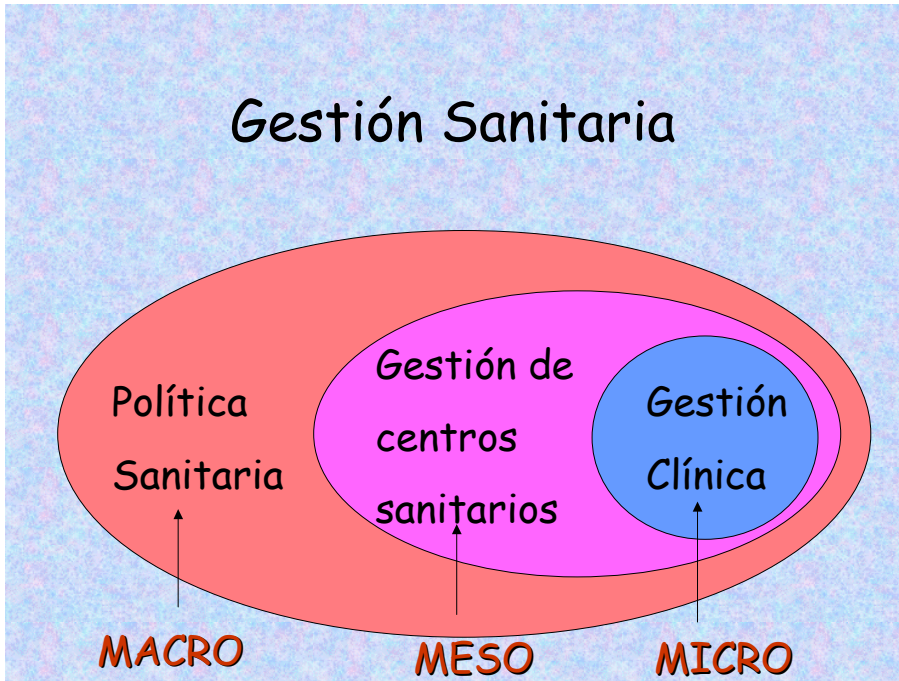 Gestión Sanitaria
Política
Sanitaria
Gestión de
centros
sanitarios
Gestión
Clínica
MACRO
MESO
MICRO